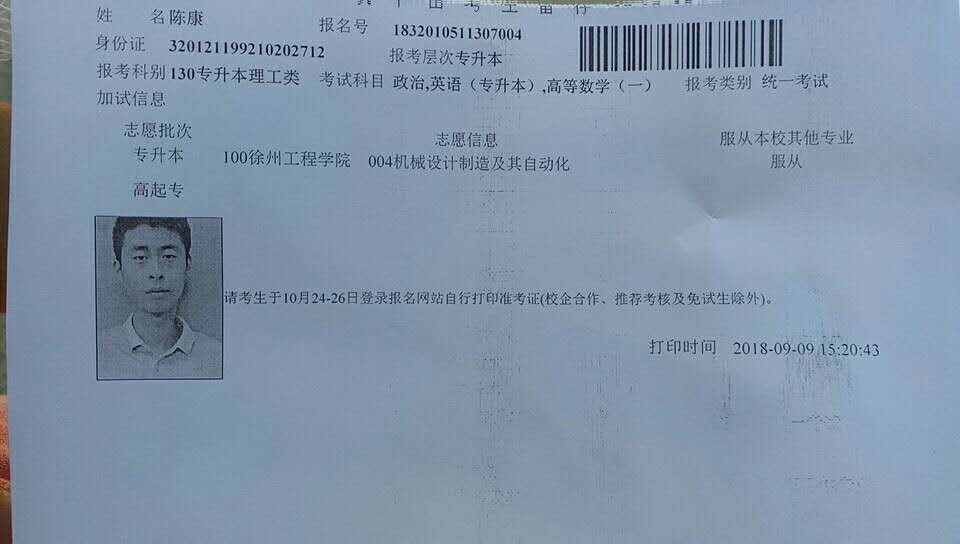 姓 名 陈康 报名号 1832010511307004
身份证 320121199210202712 报考层次 专升本
报考科别 130专升本理工类 考试科目 政治,英语（专升本）,高等数学（一） 报考类别 统一考试
加试信息
志愿批次 志愿信息 服从本校其他专业
专升本 100徐州工程学院 004机械设计制造及其自动化 服从
高起专
请考生于10月24-26日登录报名网站自行打印准考证(校企合作、推荐考核及免试生除外)。
打印时间 2018-09-09 15:20:43